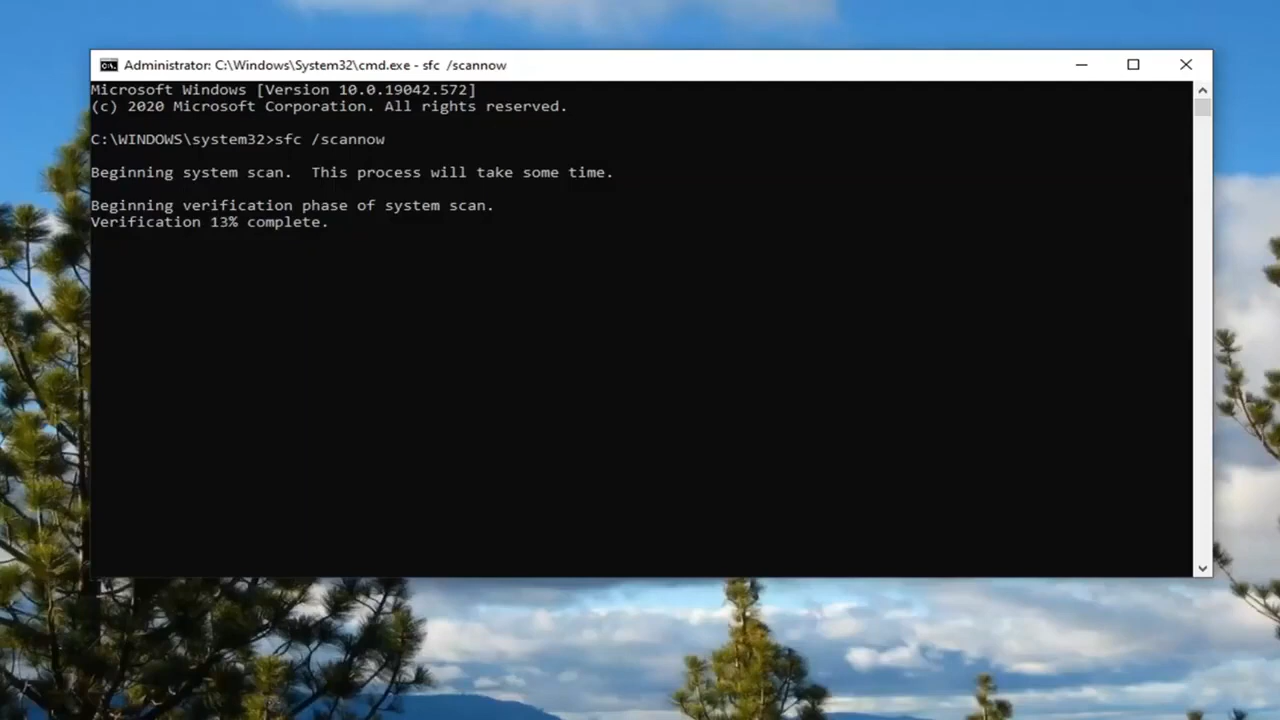 Administrator: C:\Windows\System32\cmd.exe - sfc  /scannow
Microsoft Windows [Version 10.0.19042.572]
(c) 2020 Microsoft Corporation. All rights reserved.
C:\WINDOWS\system32>sfc /scannow
Beginning system scan.  This process will take some time.
Beginning verification phase of system scan.
Verification 13% complete.